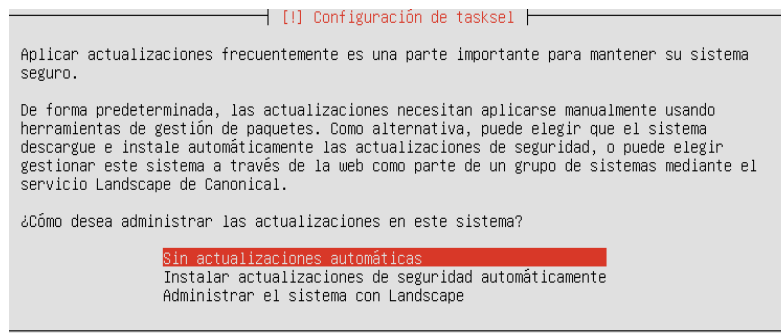 [!] Configuración de tasksel
Aplicar actualizaciones frecuentemente es una parte importante para mantener su sistema
seguro.
De forma predeterminada, las actualizaciones necesitan aplicarse manualmente usando
herramientas de gestión de paquetes. Como alternativa, puede elegir que el sistema
descargue e instale automáticamente las actualizaciones de seguridad, o puede elegir
gestionar este sistema a través de la web como parte de un grupo de sistemas mediante el
servicio Landscape de Canonical.
¿Cómo desea administrar las actualizaciones en este sistema?
Sin actualizaciones automáticas
Instalar actualizaciones de seguridad automáticamente
Administrar el sistema con Landscape